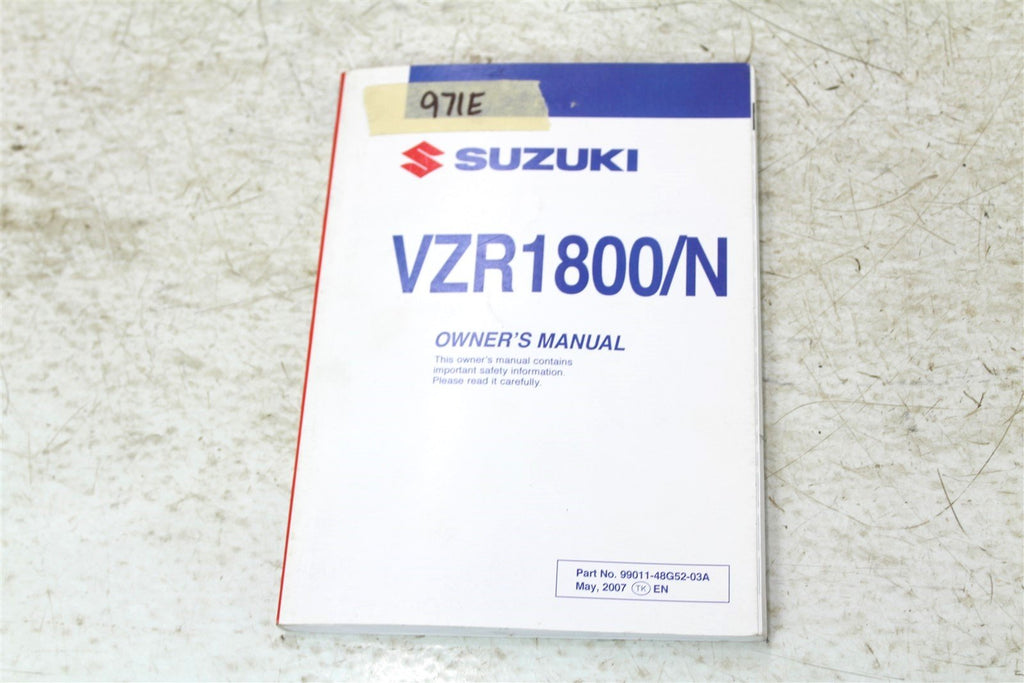 971E
SUZUKI
VZR1800/N
OWNER'S MANUAL
This owner's manual contains
important safety information.
Please read it carefully.
Part No. 99011-48G52-03A
May, 2007 TK EN